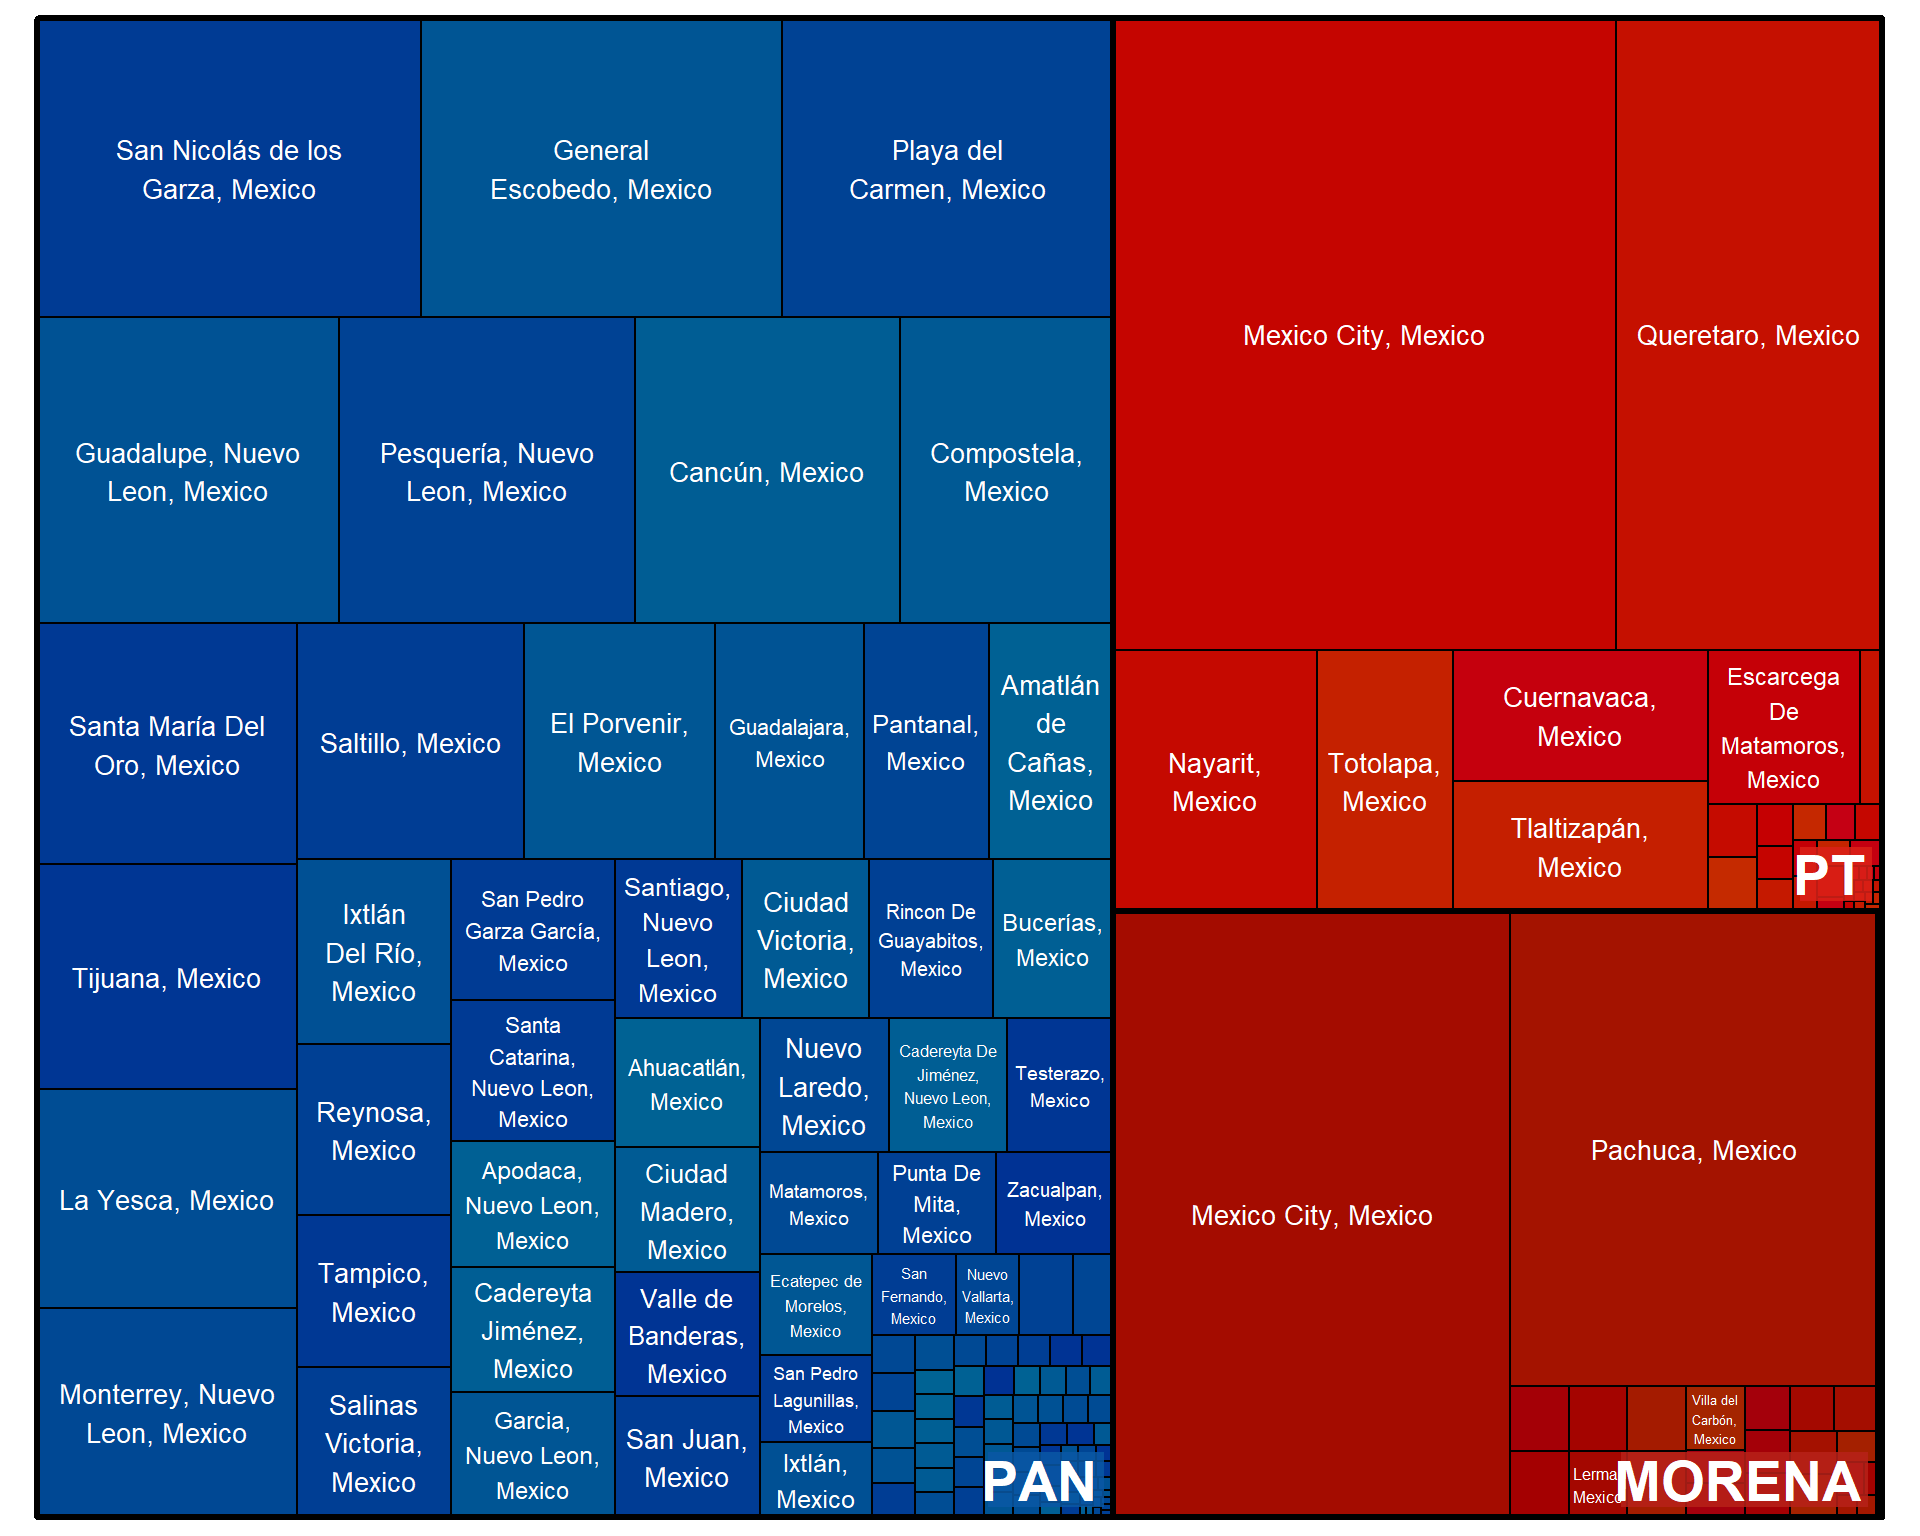 San Nicolás de los
Garza, Mexico
General
Escobedo, Mexico
Playa del
Carmen, Mexico
Guadalupe, Nuevo
Leon, Mexico
Pesquería, Nuevo
Leon, Mexico
Cancún, Mexico
Compostela,
Mexico
Santa María Del
Oro, Mexico
Saltillo, Mexico
El Porvenir,
Mexico
Guadalajara,
Mexico
Pantanal,
Mexico
Amatlán
de
Cañas,
Mexico
Tijuana, Mexico
La Yesca, Mexico
Monterrey, Nuevo
Leon, Mexico
Ixtlán
Del Río,
Mexico
Reynosa,
Mexico
Tampico,
Mexico
Salinas
Victoria,
Mexico
San Pedro
Garza García,
Mexico
Santa
Catarina,
Nuevo Leon,
Mexico
Apodaca,
Nuevo Leon,
Mexico
Cadereyta
Jiménez,
Mexico
Garcia,
Nuevo Leon,
Mexico
Santiago,
Nuevo
Leon,
Mexico
Ciudad
Victoria,
Mexico
Rincon De
Guayabitos,
Mexico
Bucerías,
Mexico
Ahuacatlán,
Mexico
Ciudad
Madero,
Mexico
Valle de
Banderas,
Mexico
San Juan,
Mexico
Nuevo
Laredo,
Mexico
Cadereyta De
Jiménez,
Nuevo Leon,
Mexico
Testerazo,
Mexico
Matamoros,
Mexico
Punta De
Mita,
Mexico
Zacualpan,
Mexico
Ecatepec de
Morelos,
Mexico
San Pedro
Lagunillas,
Mexico
Ixtlán,
Mexico
San
Fernando,
Mexico
Nuevo
Vallarta,
Mexico
PAN
Mexico City, Mexico
Queretaro, Mexico
Nayarit,
Mexico
Totolapa,
Mexico
Cuernavaca,
Mexico
Tlaltizapán,
Mexico
Escarcega
De
Matamoros,
Mexico
PT
Mexico City, Mexico
Pachuca, Mexico
Villa del
Carbón,
Mexico
Lerma
Mexico
MORENA